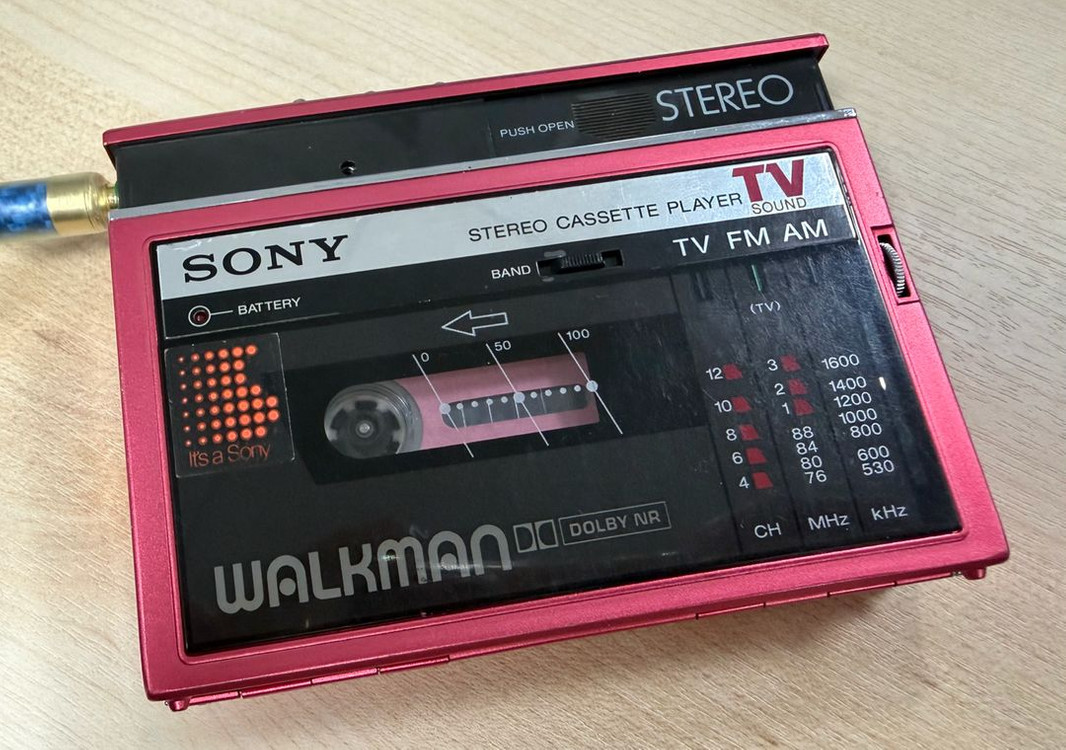 PUSH OPEN STEREO
SONY STEREO CASSETTE PLAYER TV
SOUND
BAND TV FM AM
BATTERY
(TV)
0 50 100
It's a Sony
12 3 1600
2 1400
10 1 1200
1000
8 88 800
6 84 600
80 530
4 76
CH MHz kHz
WALKMAN DOLBY NR